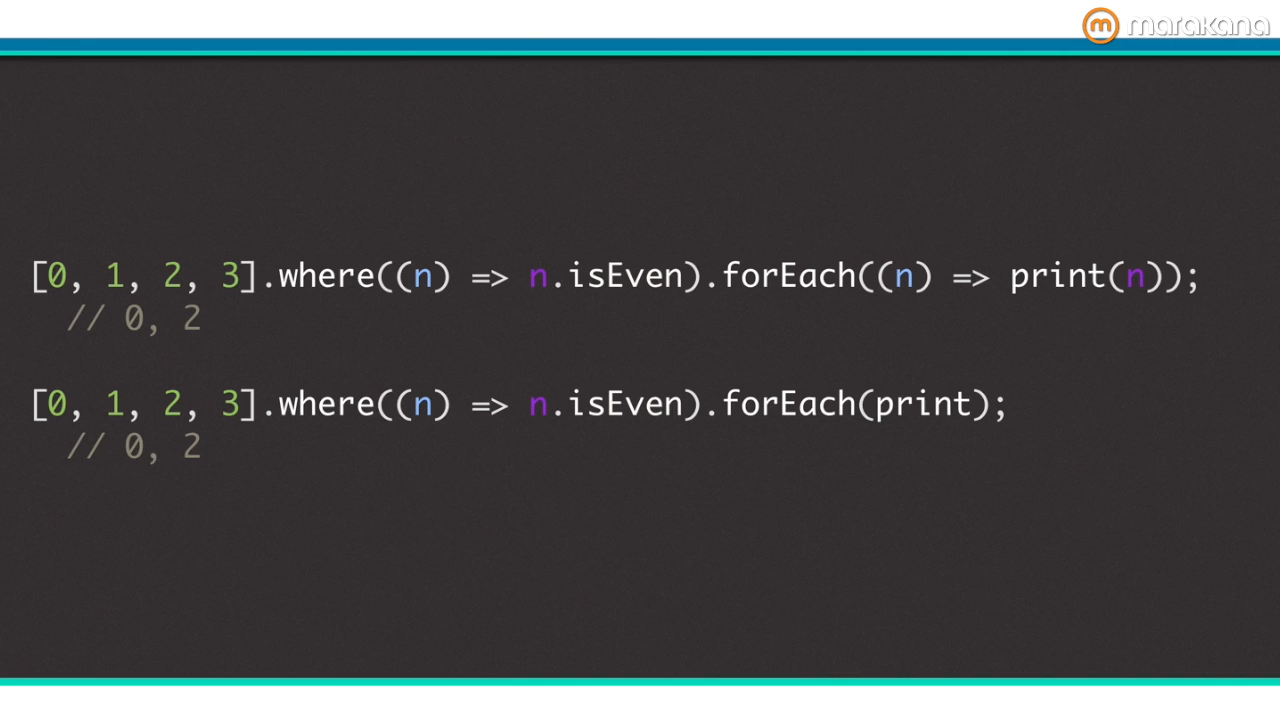 marakana
[0, 1, 2, 3].where((n) => n.isEven).forEach((n) => print(n));
// 0, 2
[0, 1, 2, 3].where((n) => n.isEven).forEach(print);
// 0, 2